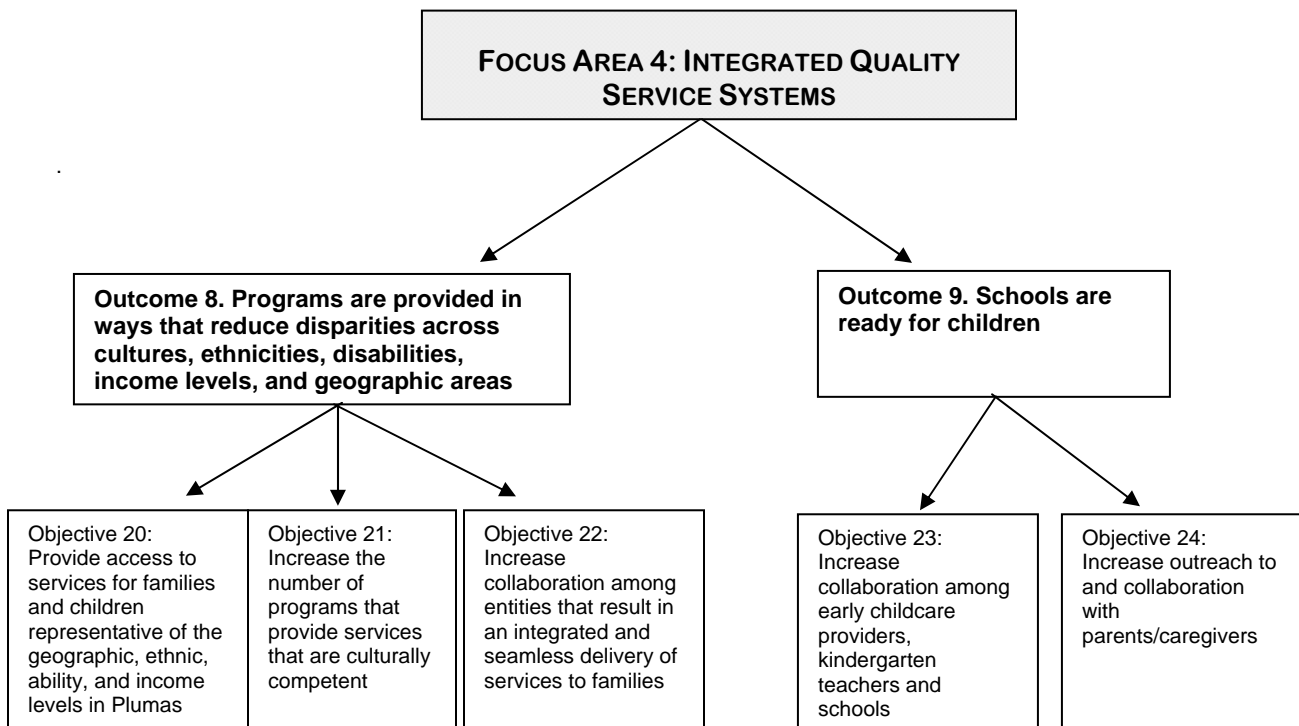 FOCUS AREA 4: INTEGRATED QUALITY
SERVICE SYSTEMS
.
Outcome 8. Programs are provided in
ways that reduce disparities across
cultures, ethnicities, disabilities,
income levels, and geographic areas
Outcome 9. Schools are
ready for children
Objective 20:
Provide access to
services for families
and children
representative of the
geographic, ethnic,
ability, and income
levels in Plumas
Objective 21:
Increase the
number of
programs that
provide services
that are culturally
competent
Objective 22:
Increase
collaboration among
entities that result in
an integrated and
seamless delivery of
services to families
Objective 23:
Increase
collaboration among
early childcare
providers,
kindergarten
teachers and
schools
Objective 24:
Increase outreach to
and collaboration
with
parents/caregivers